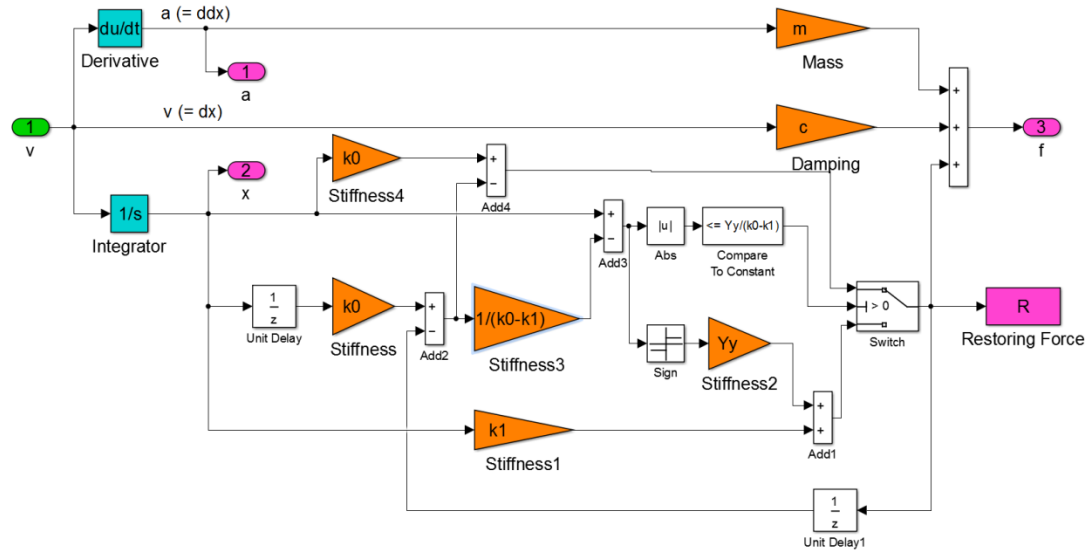 a (= ddx)
du/dt
Derivative
1
a
m
Mass
+
+
+
3
f
1
v
v (= dx)
c
Damping
2
x
k0
Stiffness4
+
−
Add4
1/s
Integrator
+
−
Add3
|u|
Abs
<= Yy/(k0-k1)
Compare
To Constant
1
z
Unit Delay
k0
Stiffness
+
−
Add2
1/(k0-k1)
Stiffness3
> 0
Switch
R
Restoring Force
Sign
Yy
Stiffness2
k1
Stiffness1
+
+
Add1
1
z
Unit Delay1